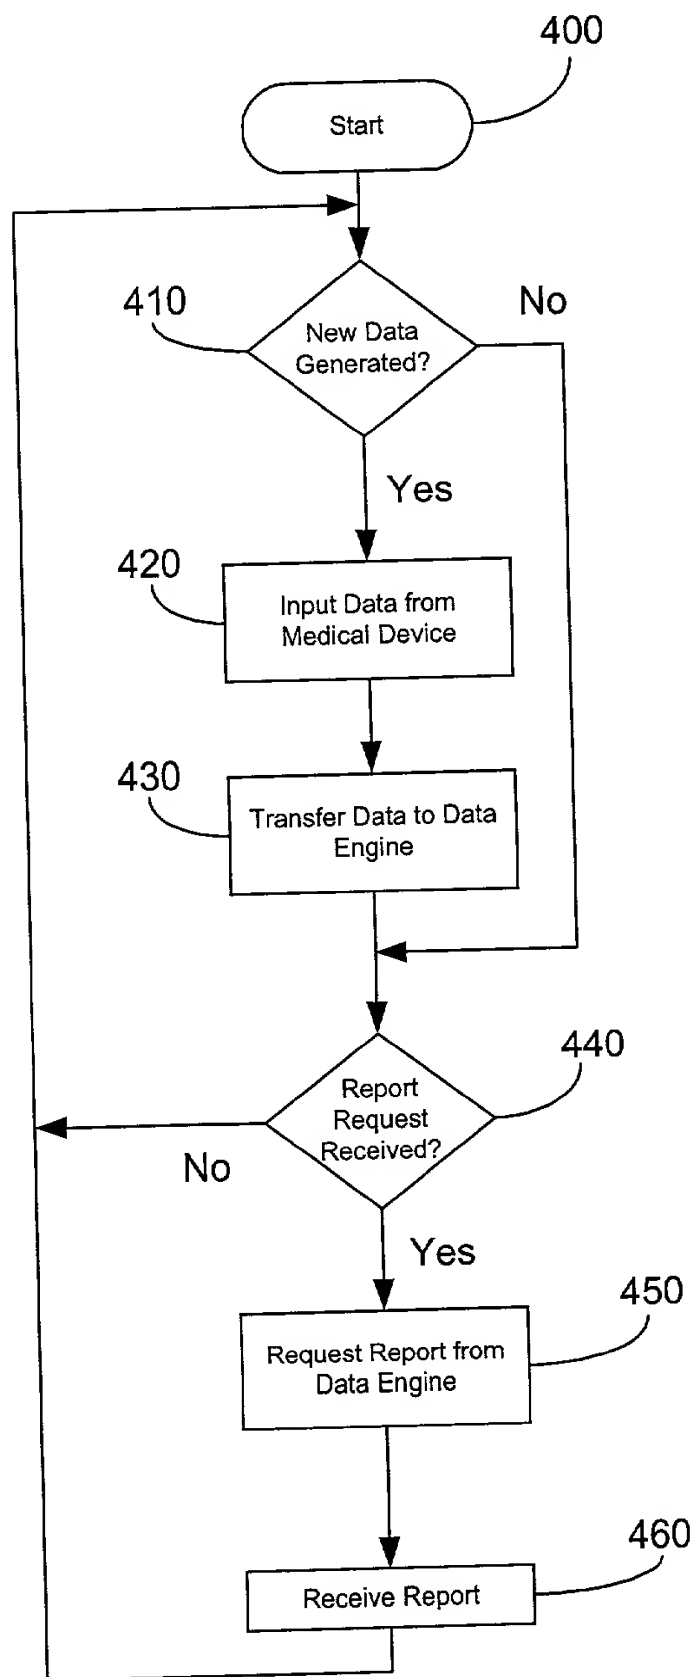 400
Start
410
No
New Data
Generated?
Yes
420
Input Data from
Medical Device
430
Transfer Data to Data
Engine
440
Report
Request
Received?
No
Yes
450
Request Report from
Data Engine
460
Receive Report